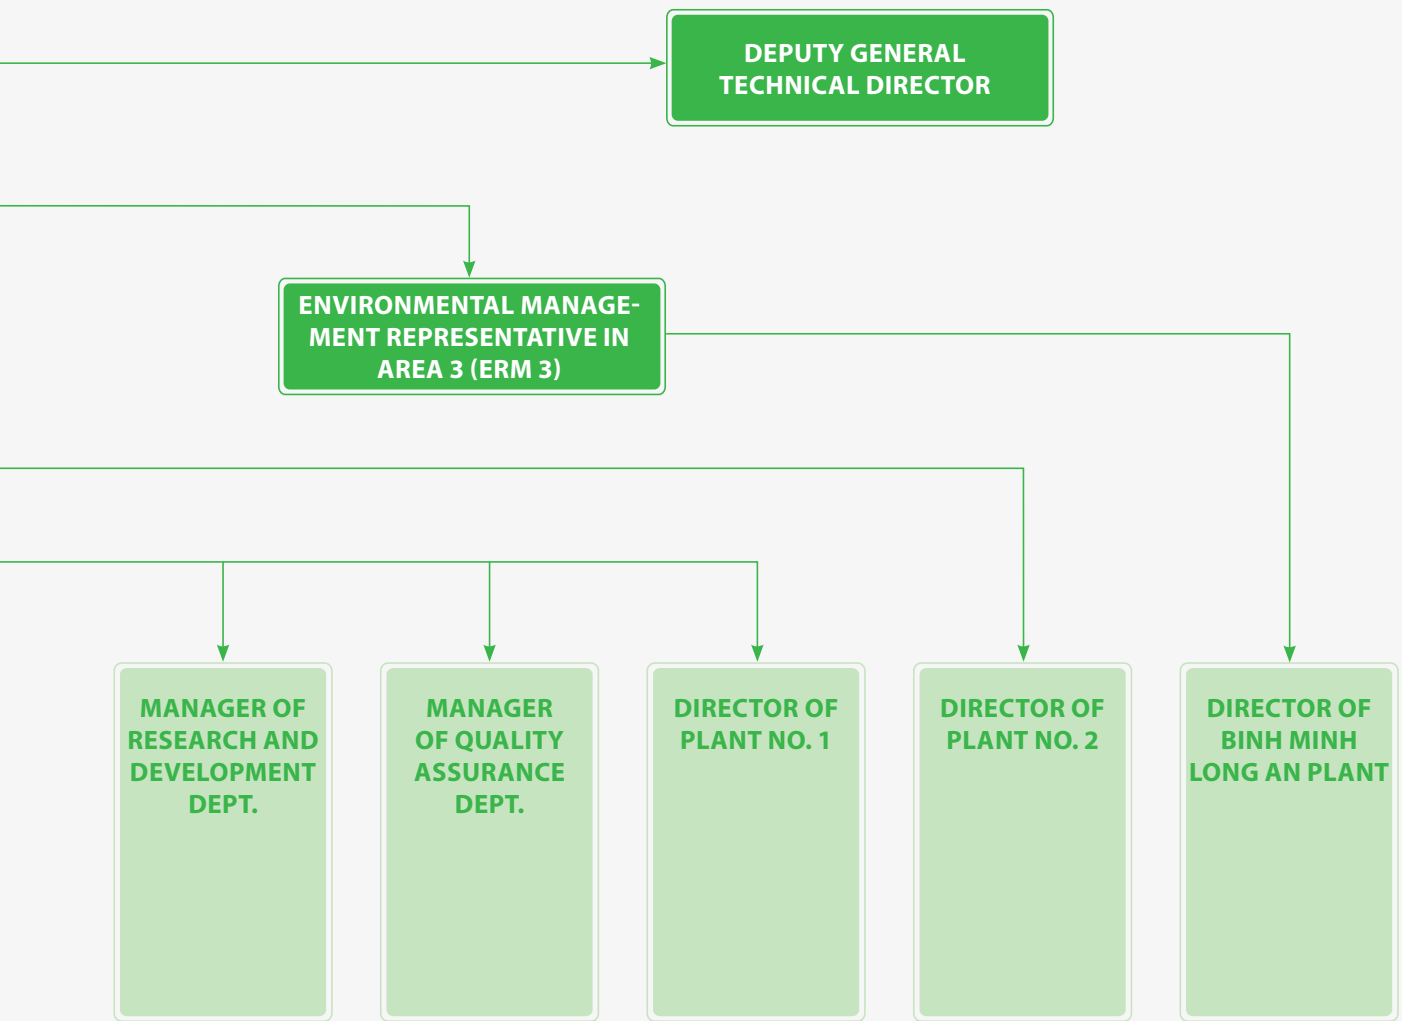 DEPUTY GENERAL
TECHNICAL DIRECTOR
ENVIRONMENTAL MANAGE-
MENT REPRESENTATIVE IN
AREA 3 (ERM 3)
MANAGER OF
RESEARCH AND
DEVELOPMENT
DEPT.
MANAGER
OF QUALITY
ASSURANCE
DEPT.
DIRECTOR OF
PLANT NO. 1
DIRECTOR OF
PLANT NO. 2
DIRECTOR OF
BINH MINH
LONG AN PLANT